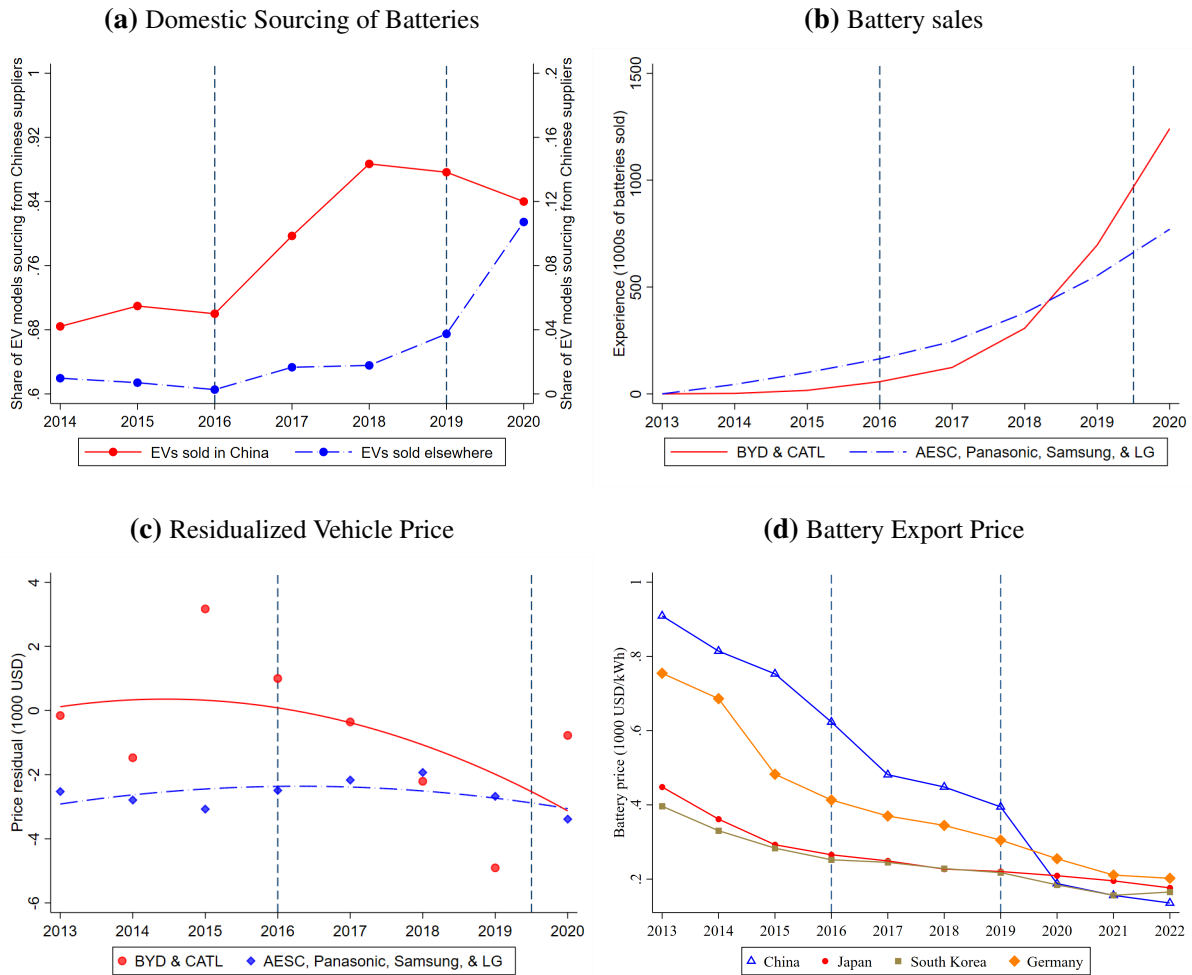 (a) Domestic Sourcing of Batteries
Share of EV models sourcing from Chinese suppliers
.6 .68 .76 .84 .92 1
0 .04 .08 .12 .16 .2
Share of EV models sourcing from Chinese suppliers
2014 2015 2016 2017 2018 2019 2020
EVs sold in China EVs sold elsewhere
(b) Battery sales
Experience (1000s of batteries sold)
0 500 1000 1500
2013 2014 2015 2016 2017 2018 2019 2020
BYD & CATL AESC, Panasonic, Samsung, & LG
(c) Residualized Vehicle Price
Price residual (1000 USD)
-6 -4 -2 0 2 4
2013 2014 2015 2016 2017 2018 2019 2020
BYD & CATL AESC, Panasonic, Samsung, & LG
(d) Battery Export Price
Battery price (1000 USD/kWh)
.2 .4 .6 .8 1
2013 2014 2015 2016 2017 2018 2019 2020 2021 2022
China Japan South Korea Germany